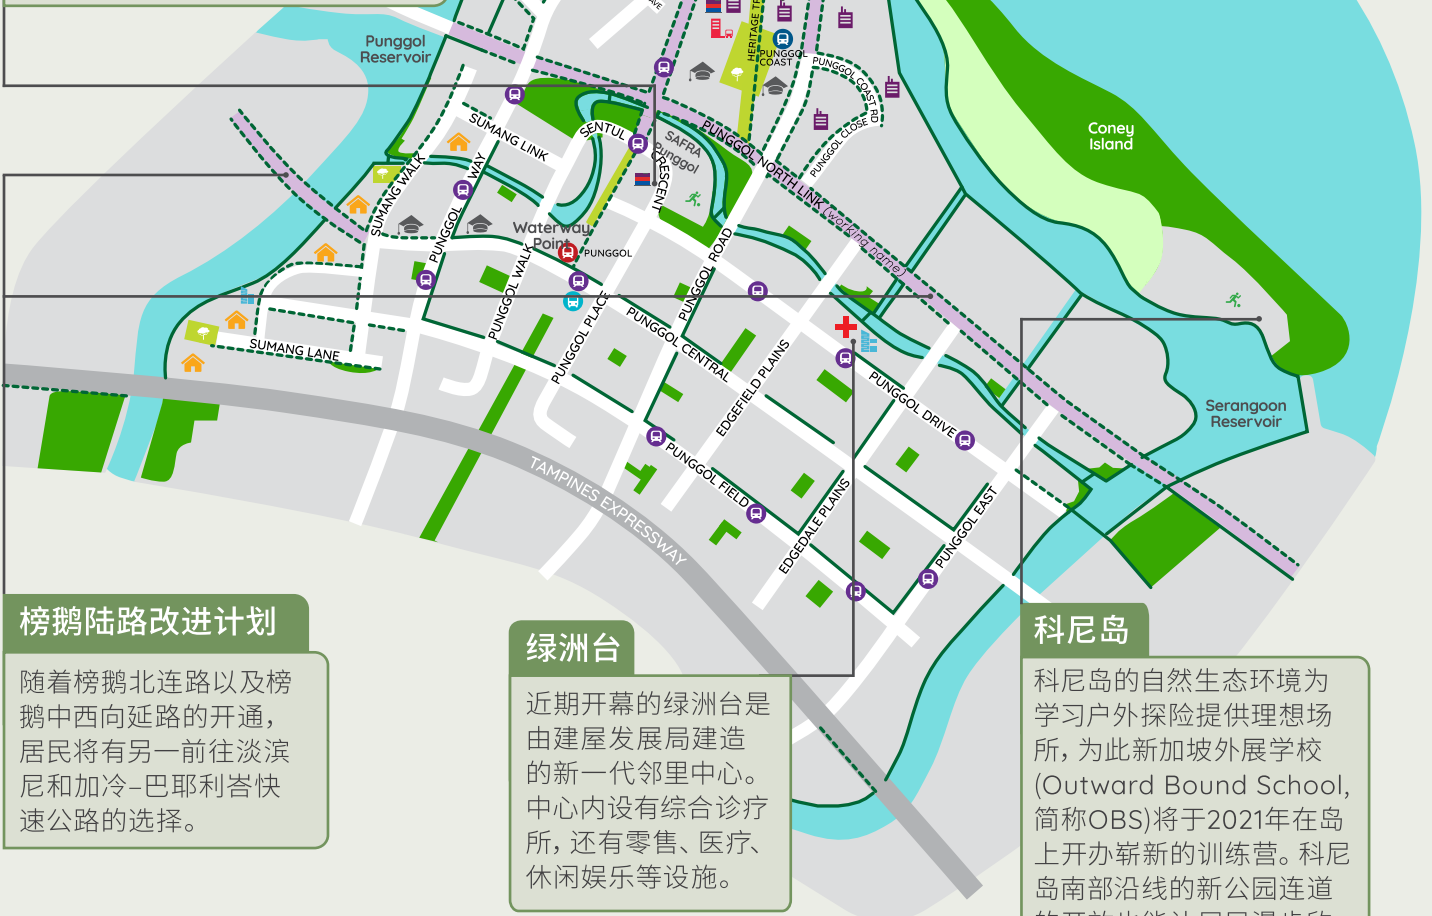 AVE
HERITAGE TR
Punggol
Reservoir
PUNGGOL
COAST
PUNGGOL COAST RD
PUNGGOL CLOSE
SUMANG LINK
SENTUL
CRESCENT
SAFRA
Punggol
PUNGGOL NORTH LINK (working name)
Coney
Island
SUMANG WALK
PUNGGOL WAY
Waterway
Point
PUNGGOL
PUNGGOL WALK
PUNGGOL PLACE
PUNGGOL ROAD
PUNGGOL CENTRAL
SUMANG LANE
EDGEFIELD PLAINS
PUNGGOL DRIVE
Serangoon
Reservoir
PUNGGOL FIELD
EDGEDALE PLAINS
PUNGGOL EAST
TAMPINES EXPRESSWAY
榜鹅陆路改进计划
随着榜鹅北连路以及榜
鹅中西向延路的开通，
居民将有另一前往淡滨
尼和加冷–巴耶利峇快
速公路的选择。
绿洲台
近期开幕的绿洲台是
由建屋发展局建造
的新一代邻里中心。
中心内设有综合诊疗
所，还有零售、医疗、
休闲娱乐等设施。
科尼岛
科尼岛的自然生态环境为
学习户外探险提供理想场
所，为此新加坡外展学校
(Outward Bound School,
简称OBS)将于2021年在岛
上开办崭新的训练营。科尼
岛南部沿线的新公园连道